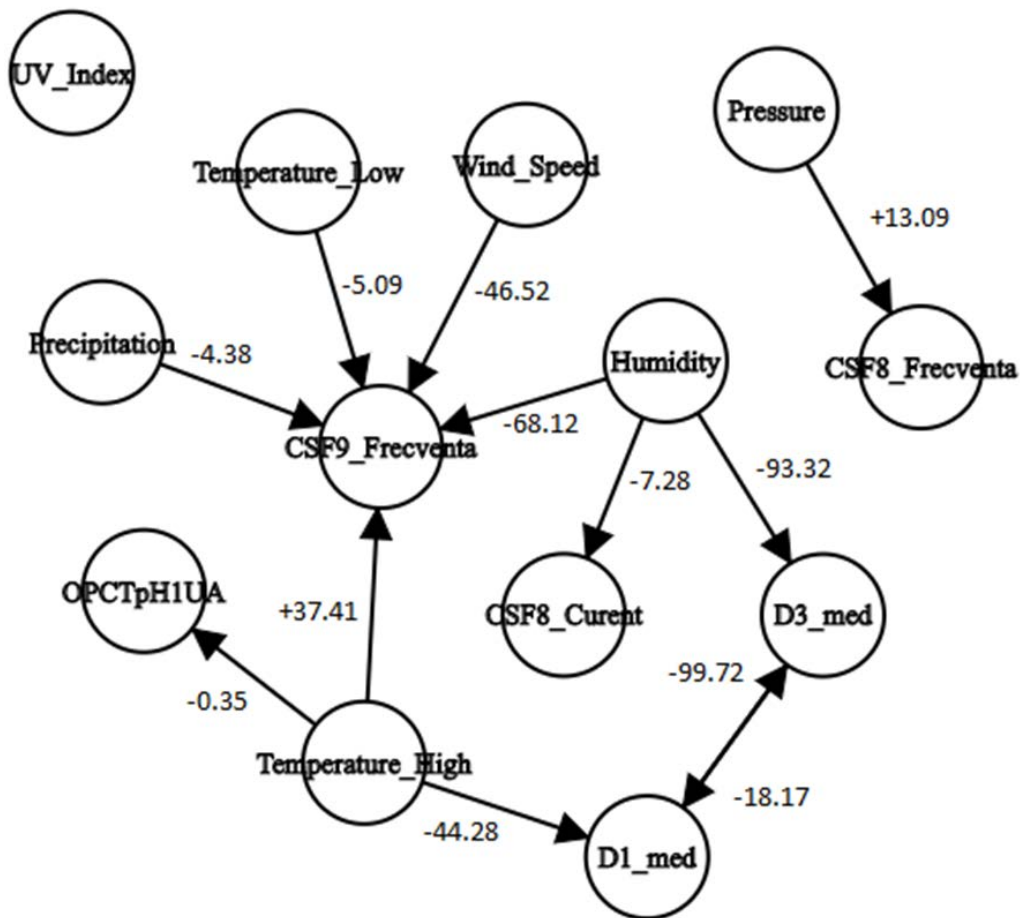 UV_Index
Pressure
Temperature_Low
Wind_Speed
+13.09
-5.09
-46.52
Precipitation
-4.38
Humidity
CSF8_Frecventa
-68.12
CSF9_Frecventa
-7.28
-93.32
OPCTpH1UA
+37.41
CSF8_Curent
D3_med
-99.72
-0.35
Temperature_High
-18.17
-44.28
D1_med